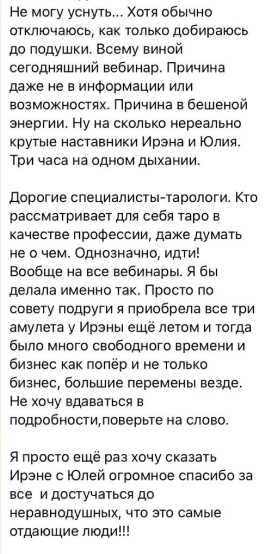 Не могу уснуть... Хотя обычно
отключаюсь, как только добираюсь
до подушки. Всему виной
сегодняшний вебинар. Причина
даже не в информации или
возможностях. Причина в бешеной
энергии. Ну на сколько нереально
крутые наставники Ирэна и Юлия.
Три часа на одном дыхании.

Дорогие специалисты-тарологи. Кто
рассматривает для себя таро в
качестве профессии, даже думать
не о чем. Однозначно, идти!
Вообще на все вебинары. Я бы
делала именно так. Просто по
совету подруги я приобрела все три
амулета у Ирэны ещё летом и тогда
было много свободного времени и
бизнес как попёр и не только
бизнес, большие перемены везде.
Не хочу вдаваться в
подробности,поверьте на слово.

Я просто ещё раз хочу сказать
Ирэне с Юлей огромное спасибо за
все  и достучаться до
неравнодушных, что это самые
отдающие люди!!!